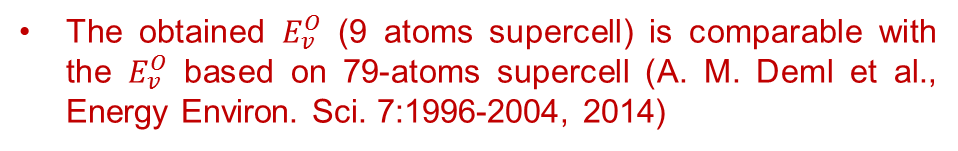 • The obtained $E_v^O$ (9 atoms supercell) is comparable with
the $E_v^O$ based on 79-atoms supercell (A. M. Deml et al.,
Energy Environ. Sci. 7:1996-2004, 2014)